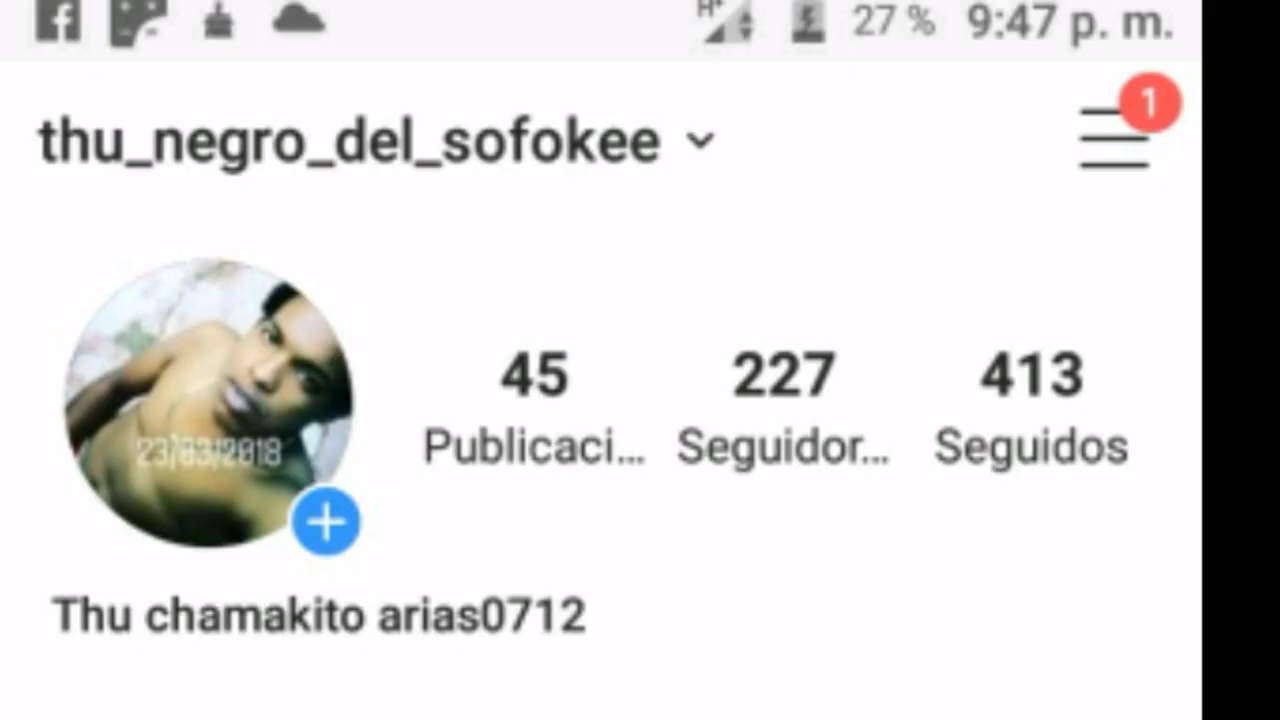 27 % 9:47 p. m.
thu_negro_del_sofokee
1
45 227 413
Publicaci... Seguidor... Seguidos
23/03/2018
Thu chamakito arias0712